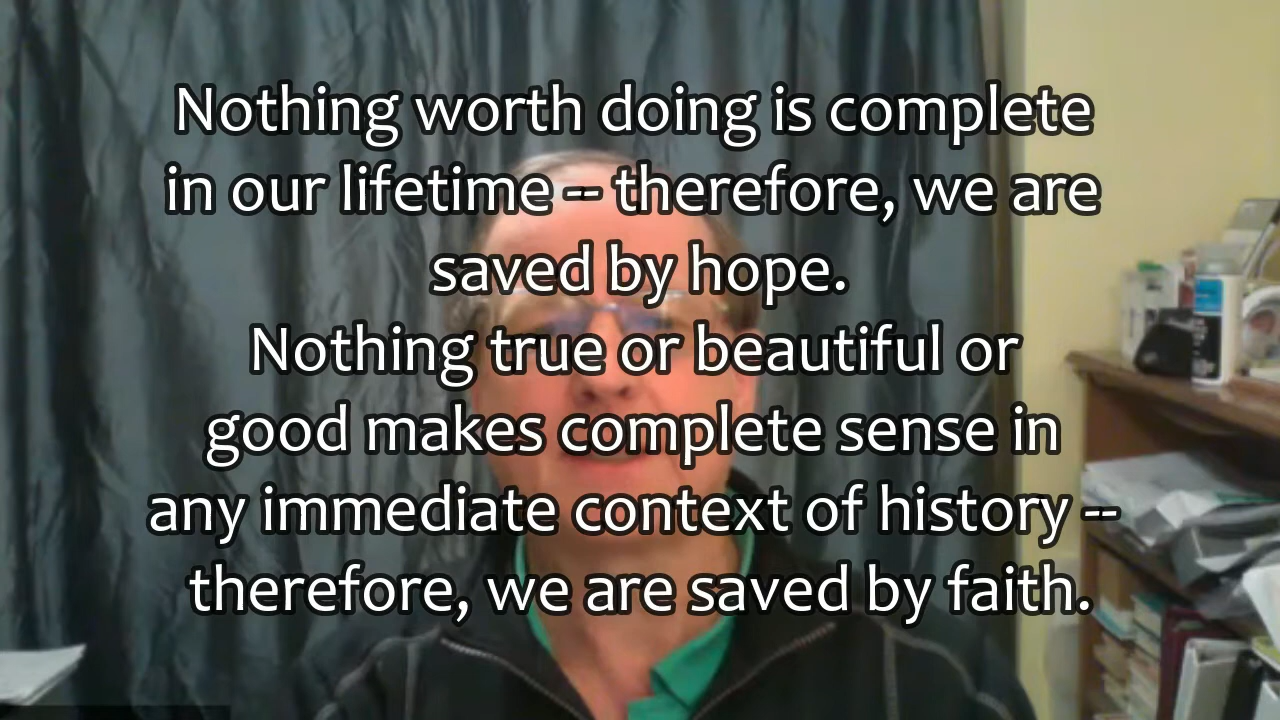 Nothing worth doing is complete
in our lifetime -- therefore, we are
saved by hope.
Nothing true or beautiful or
good makes complete sense in
any immediate context of history --
therefore, we are saved by faith.